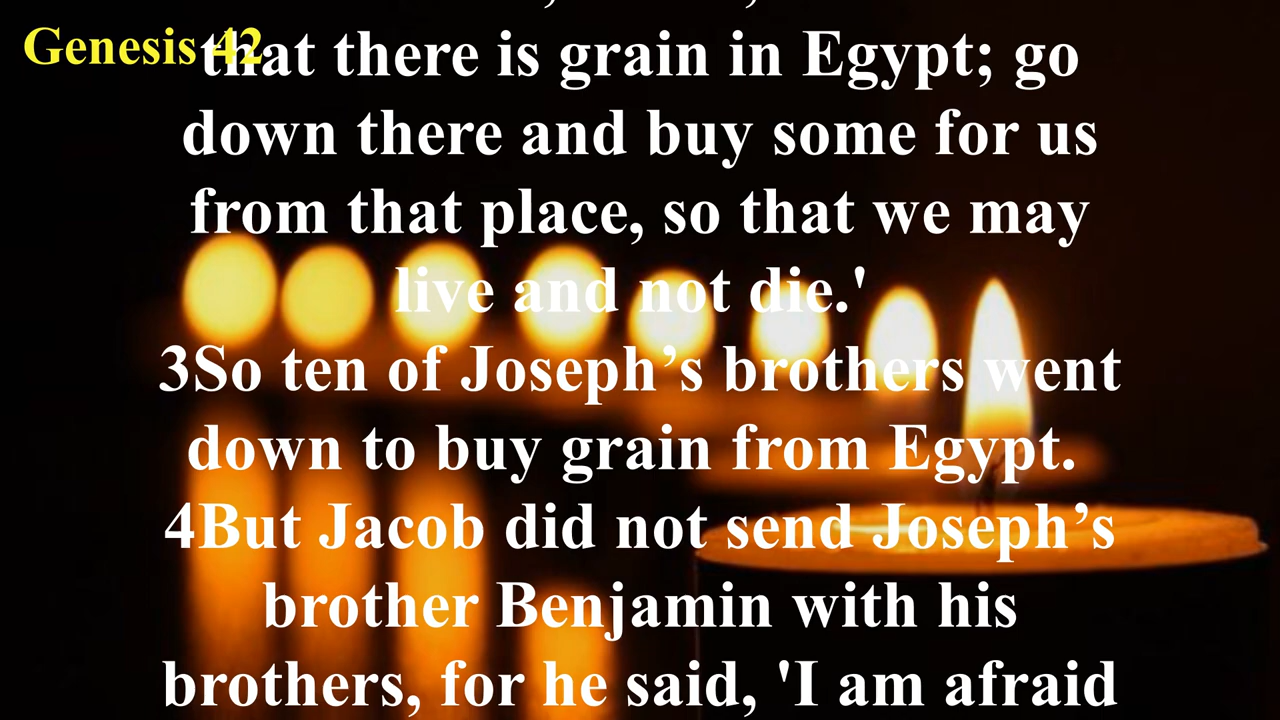 Genesis 42
that there is grain in Egypt; go
down there and buy some for us
from that place, so that we may
live and not die.'
3So ten of Joseph’s brothers went
down to buy grain from Egypt.
4But Jacob did not send Joseph’s
brother Benjamin with his
brothers, for he said, 'I am afraid